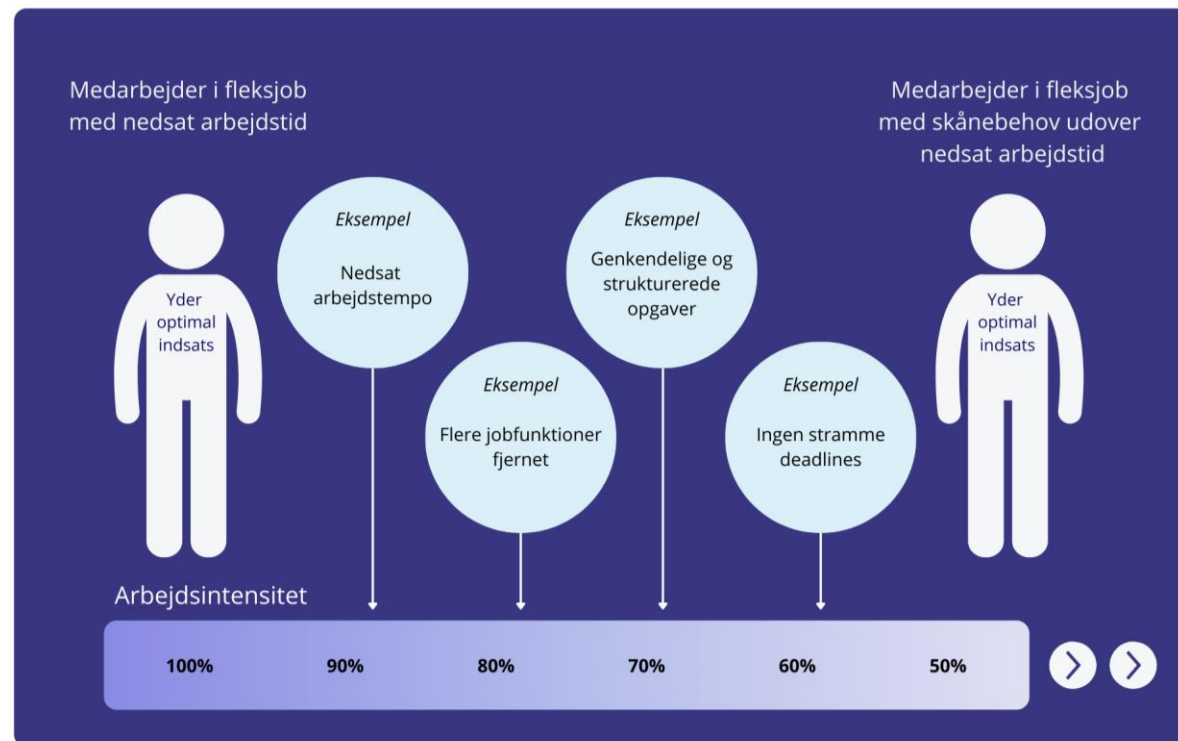 Medarbejder i fleksjob
med nedsat arbejdstid
Medarbejder i fleksjob
med skånebehov udover
nedsat arbejdstid
Yder
optimal
indsats
Eksempel
Nedsat
arbejdstempo
Eksempel
Flere jobfunktioner
fjernet
Eksempel
Genkendelige og
strukturerede
opgaver
Eksempel
Ingen stramme
deadlines
Yder
optimal
indsats
Arbejdsintensitet
100% 90% 80% 70% 60% 50%